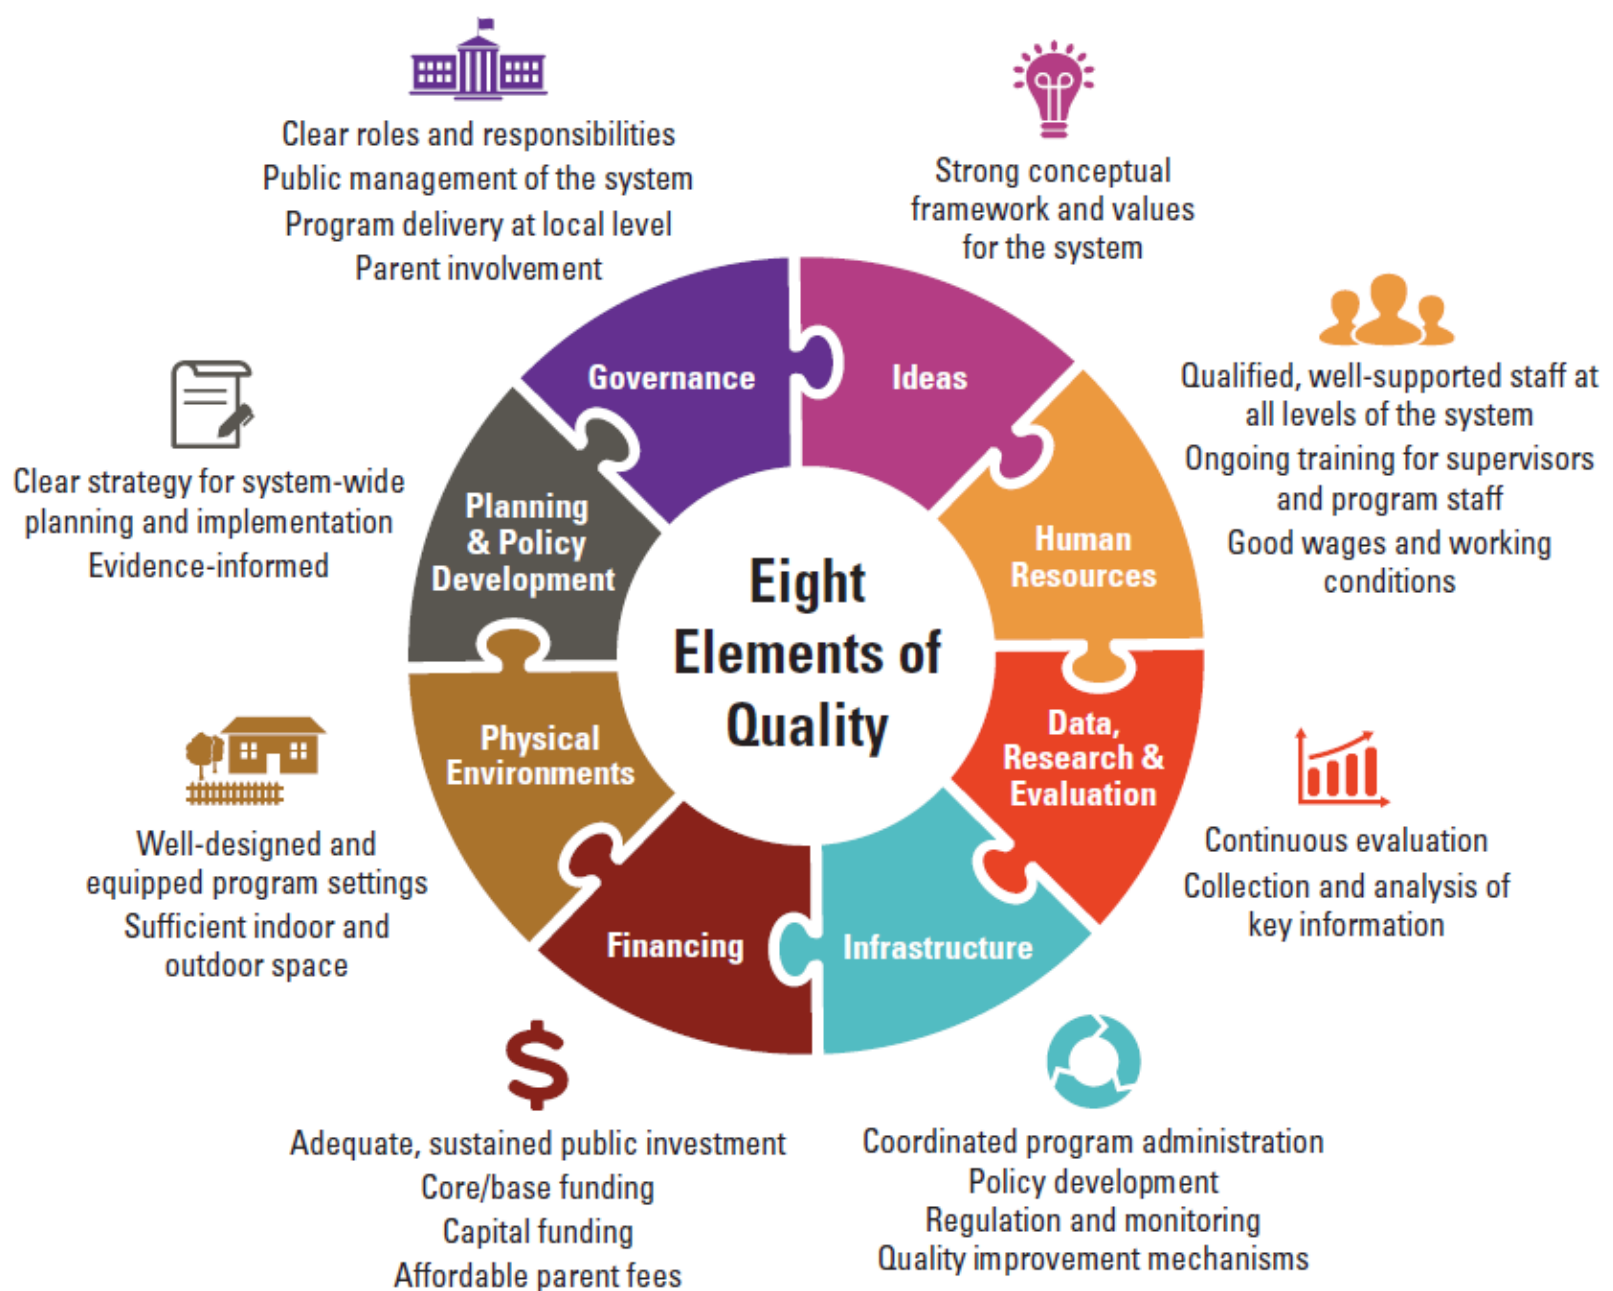 Clear roles and responsibilities
Public management of the system
Program delivery at local level
Parent involvement
Strong conceptual
framework and values
for the system
Qualified, well-supported staff at
all levels of the system
Ongoing training for supervisors
and program staff
Good wages and working
conditions
Clear strategy for system-wide
planning and implementation
Evidence-informed
Governance
Ideas
Planning
& Policy
Development
Human
Resources
Eight
Elements of
Quality
Physical
Environments
Data,
Research &
Evaluation
Financing
Infrastructure
Well-designed and
equipped program settings
Sufficient indoor and
outdoor space
Continuous evaluation
Collection and analysis of
key information
$
Adequate, sustained public investment
Core/base funding
Capital funding
Affordable parent fees
Coordinated program administration
Policy development
Regulation and monitoring
Quality improvement mechanisms